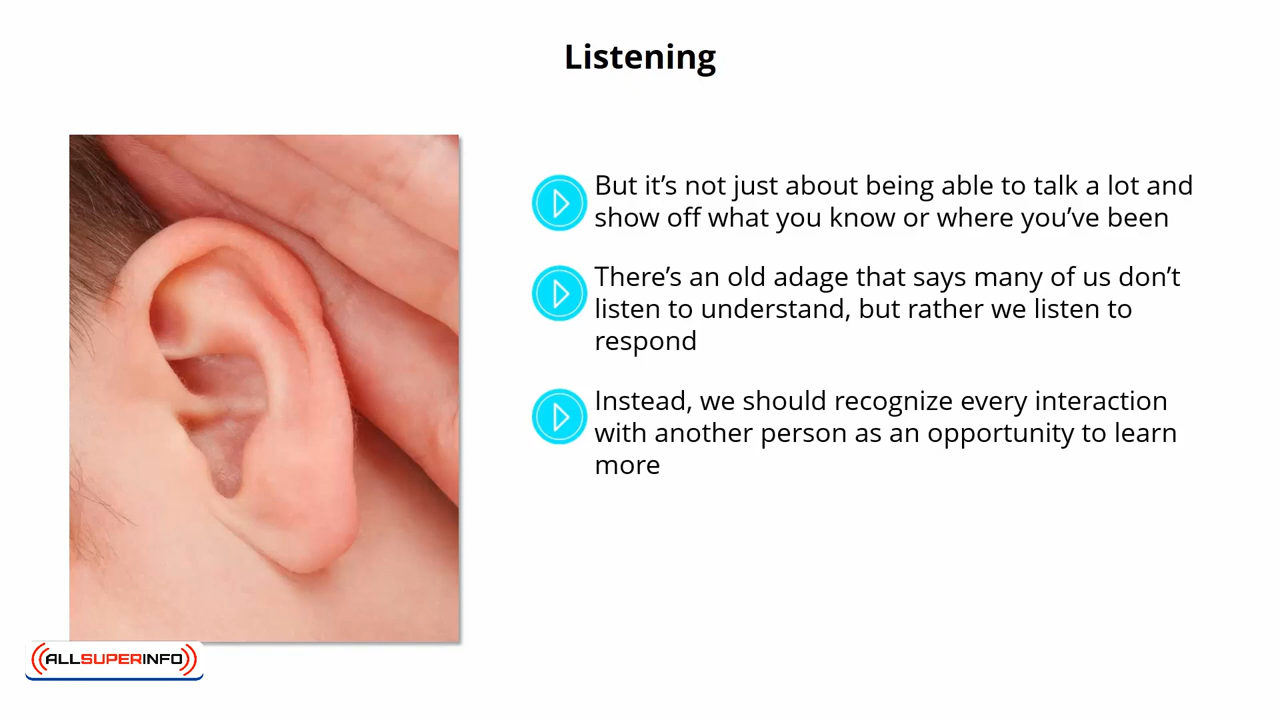 Listening
But it’s not just about being able to talk a lot and
show off what you know or where you’ve been
There’s an old adage that says many of us don’t
listen to understand, but rather we listen to
respond
Instead, we should recognize every interaction
with another person as an opportunity to learn
more
ALLSUPERINFO